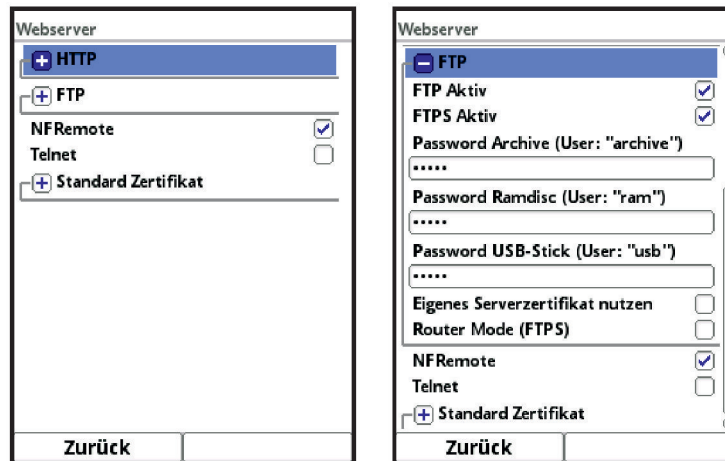 Webserver
HTTP
FTP
NFRemote
Telnet
Standard Zertifikat
Zurück
Webserver
FTP
FTP Aktiv
FTPS Aktiv
Password Archive (User: "archive")
•••••
Password Ramdisc (User: "ram")
•••••
Password USB-Stick (User: "usb")
•••••
Eigenes Serverzertifikat nutzen
Router Mode (FTPS)
NFRemote
Telnet
Standard Zertifikat
Zurück